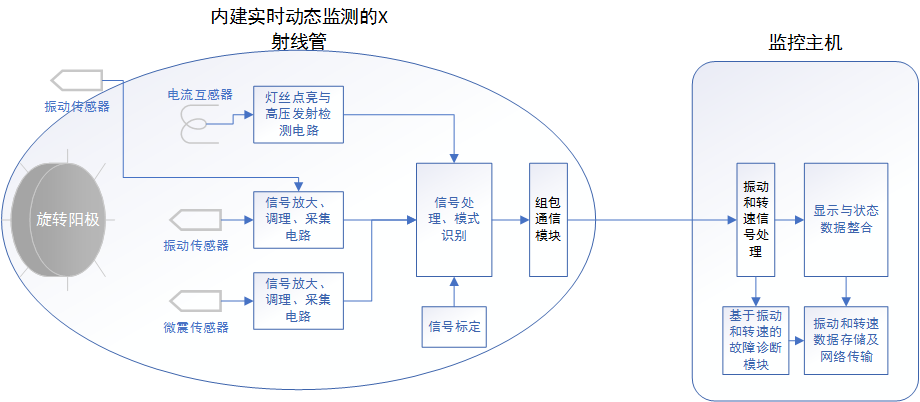 内建实时动态监测的X
射线管
监控主机
振动传感器
电流互感器
灯丝点亮与
高压发射检
测电路
旋转阳极
振动传感器
信号放大、
调理、采集
电路
信号处
理、模式
识别
组包
通信
模块
微震传感器
信号放大、
调理、采集
电路
信号标定
振动
和转
速信
号处
理
显示与状态
数据整合
基于振动
和转速的
故障诊断
模块
振动和转速
数据存储及
网络传输